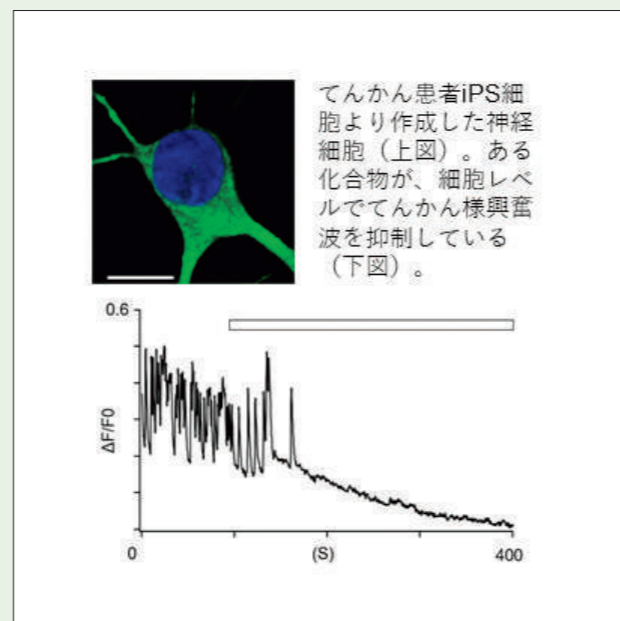 てんかん患者iPS細
胞より作成した神経
細胞（上図）。ある
化合物が、細胞レベ
ルでてんかん様興奮
波を抑制している
（下図）。
0.6
ΔF/F0
0
(S)
400